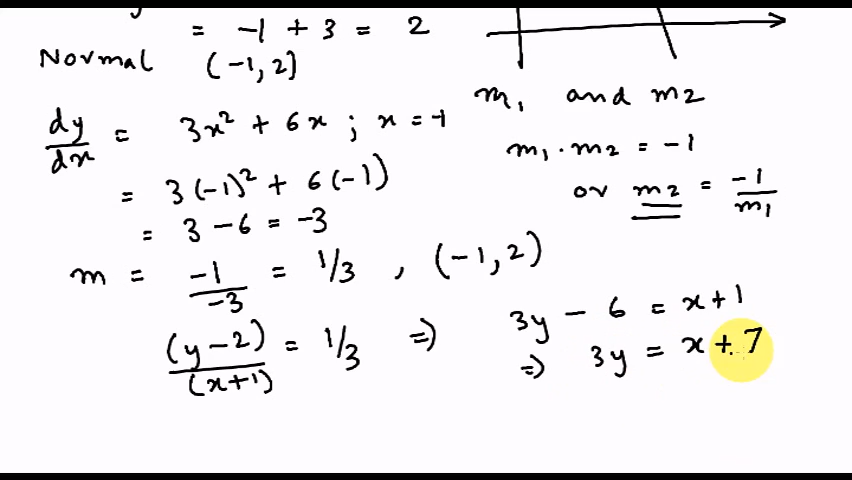 = -1 + 3 = 2
Normal (-1, 2]
dy/dx = 3x² + 6x ; x = -1
= 3(-1)² + 6(-1)
= 3 - 6 = -3
m = -1/-3 = 1/3 , (-1, 2)
(y-2)/(x+1) = 1/3 => 3y - 6 = x + 1
=> 3y = x + 7
m₁ and m2
m₁ . m₂ = -1
or m2 = -1/m₁